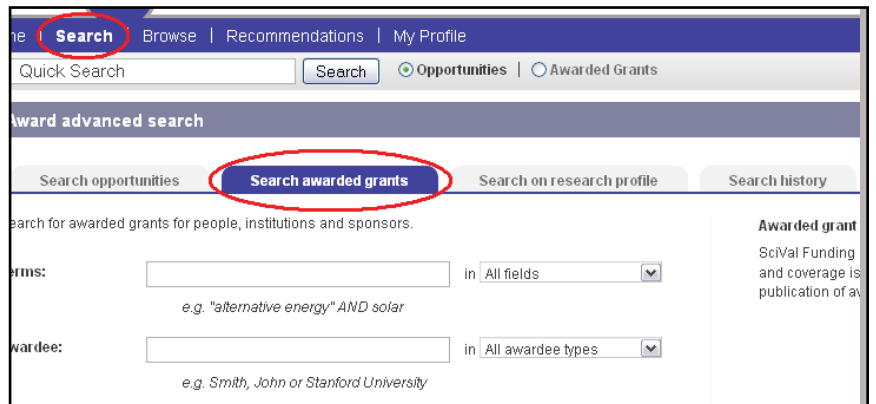 ne | Search | Browse | Recommendations | My Profile
Quick Search Search Opportunities | Awarded Grants
Award advanced search
Search opportunities Search awarded grants Search on research profile Search history
earch for awarded grants for people, institutions and sponsors. Awarded grant
SciVal Funding
erms: in All fields and coverage is
publication of aw
e.g. "alternative energy" AND solar
wardee: in All awardee types
e.g. Smith, John or Stanford University